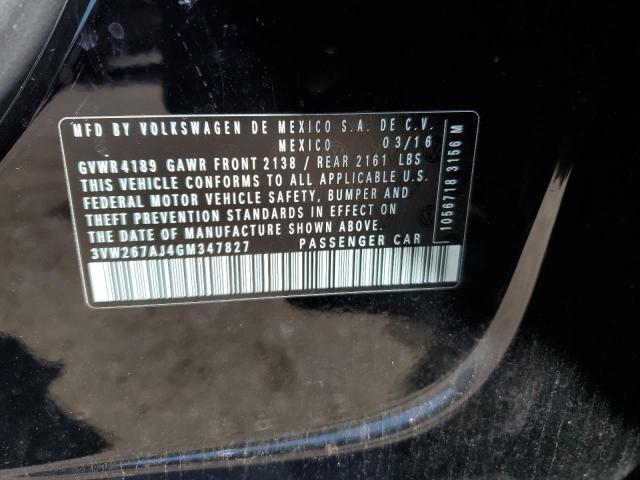 MFD BY VOLKSWAGEN DE MEXICO S.A. DE C.V.
MEXICO 03/16
GVWR4189 GAWR FRONT 2138 / REAR 2161 LBS
THIS VEHICLE CONFORMS TO ALL APPLICABLE U.S.
FEDERAL MOTOR VEHICLE SAFETY, BUMPER AND
THEFT PREVENTION STANDARDS IN EFFECT ON
THE DATE OF MANUFACTURE SHOWN ABOVE.
3VW267AJ4GM347827 PASSENGER CAR
1056718 3156 M